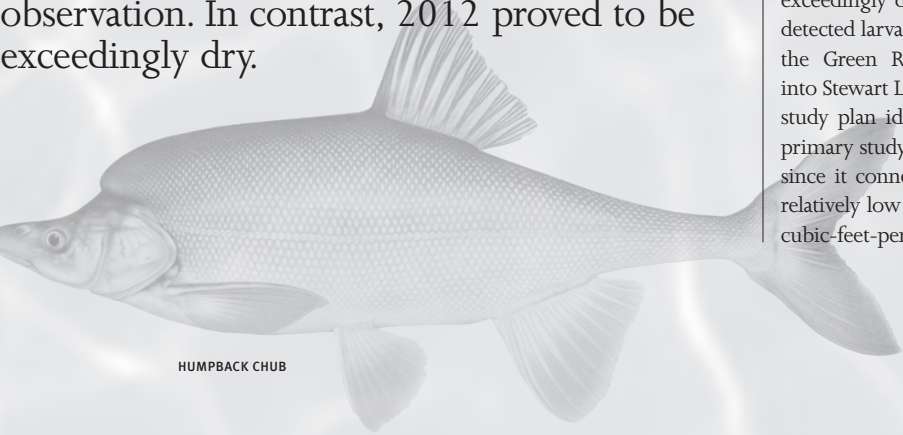 observation. In contrast, 2012 proved to be
exceedingly dry.
exceedingly
detected larva
the Green R
into Stewart L
study plan id
primary study
since it conne
relatively low
cubic-feet-per
HUMPBACK CHUB